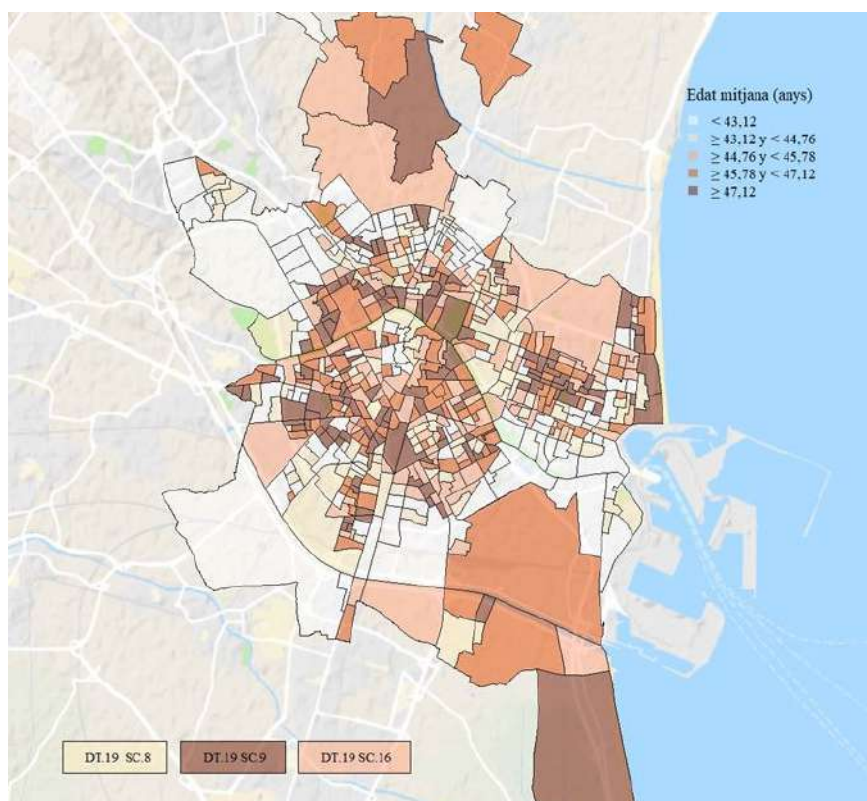 Edat mitjana (anys)
< 43,12
≥ 43,12 y < 44,76
≥ 44,76 y < 45,78
≥ 45,78 y < 47,12
≥ 47,12
DT.19 SC.8
DT.19 SC.9
DT.19 SC.16